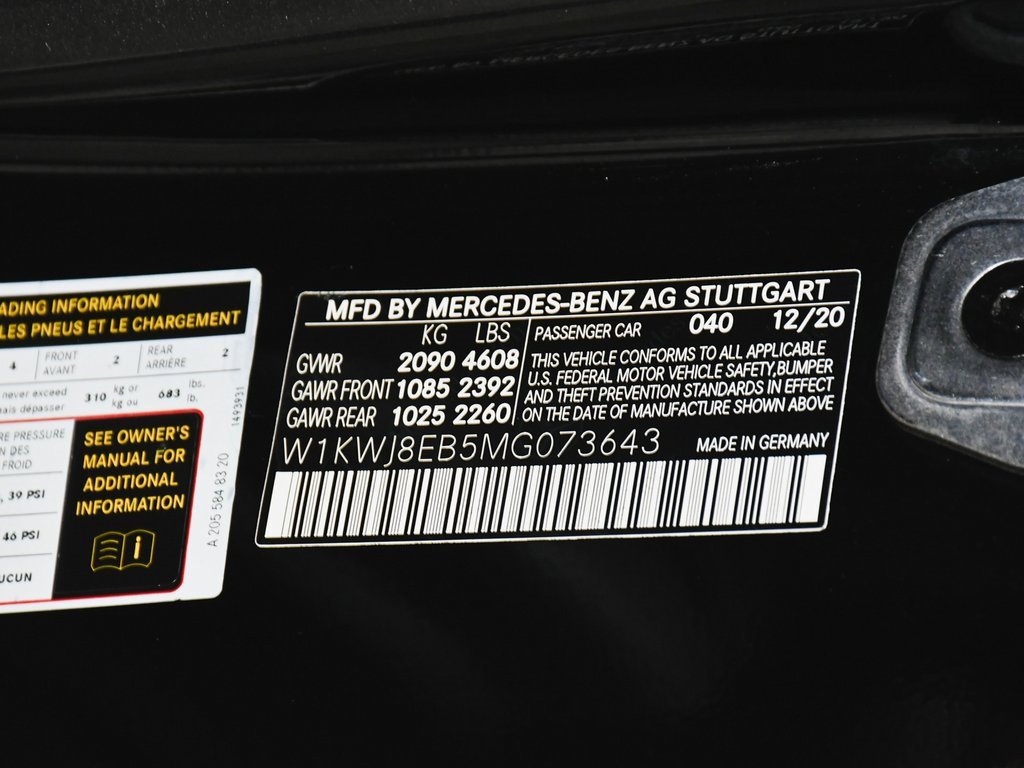 ADING INFORMATION
LES PNEUS ET LE CHARGEMENT
4 FRONT AVANT 2 REAR ARRIÈRE 2
never exceed 310 kg or 683 lbs.
ais dépasser kg ou lb.
RE PRESSURE
N DES
FROID
, 39 PSI
46 PSI
UCUN
SEE OWNER'S
MANUAL FOR
ADDITIONAL
INFORMATION
i
1493931
A 205 584 83 20
MFD BY MERCEDES-BENZ AG STUTTGART
KG LBS
GVWR 2090 4608
GAWR FRONT 1085 2392
GAWR REAR 1025 2260
PASSENGER CAR 040 12/20
THIS VEHICLE CONFORMS TO ALL APPLICABLE
U.S. FEDERAL MOTOR VEHICLE SAFETY,BUMPER
AND THEFT PREVENTION STANDARDS IN EFFECT
ON THE DATE OF MANUFACTURE SHOWN ABOVE
W1KWJ8EB5MG073643 MADE IN GERMANY